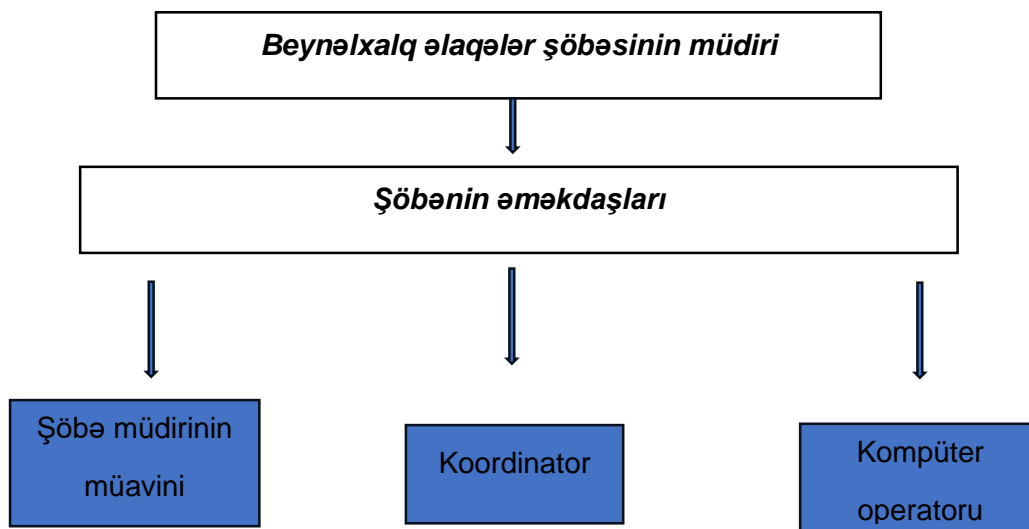 Beynəlxalq əlaqələr şöbəsinin müdiri
Şöbənin əməkdaşları
Şöbə müdirinin
müavini
Koordinator
Kompüter
operatoru